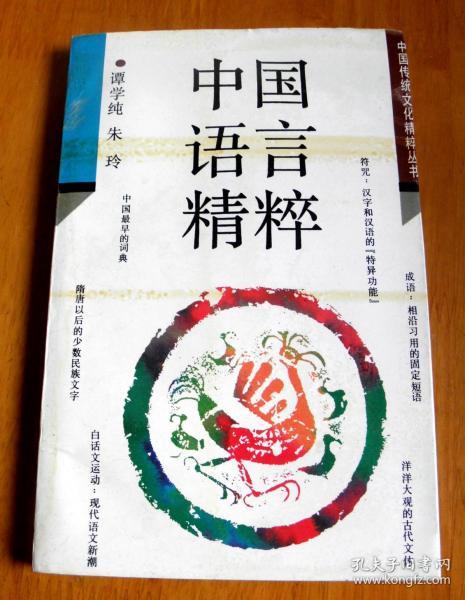 中国传统文化精粹丛书
中国
语言
精粹
谭学纯 朱玲
符咒：汉字和汉语的『特异功能』
中国最早的词典
成语：相沿习用的固定短语
隋唐以后的少数民族文字
洋洋大观的古代文体
白话文运动：现代语文新潮
孔夫子旧书网
www.kongfz.com